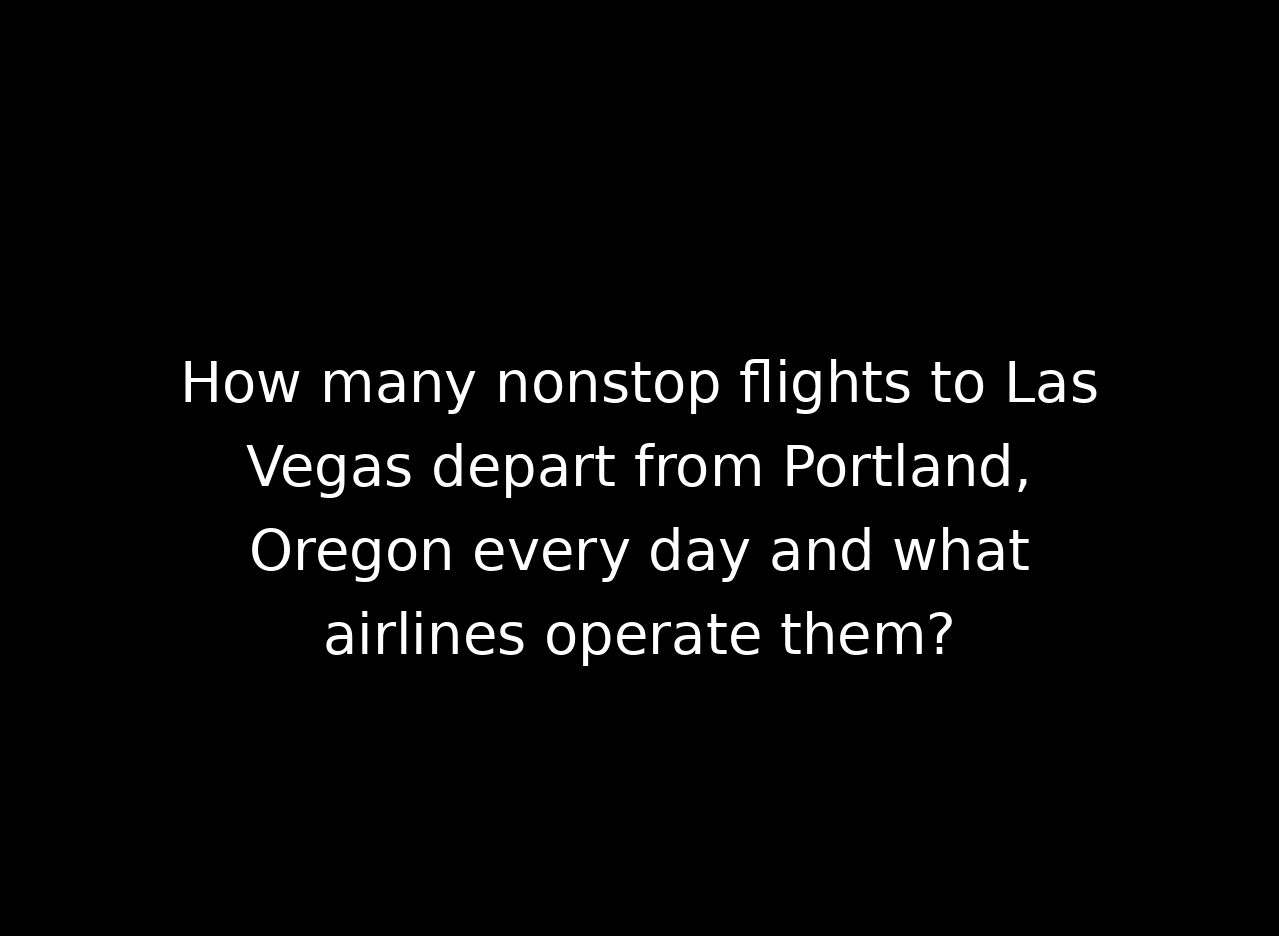 How many nonstop flights to Las
Vegas depart from Portland,
Oregon every day and what
airlines operate them?